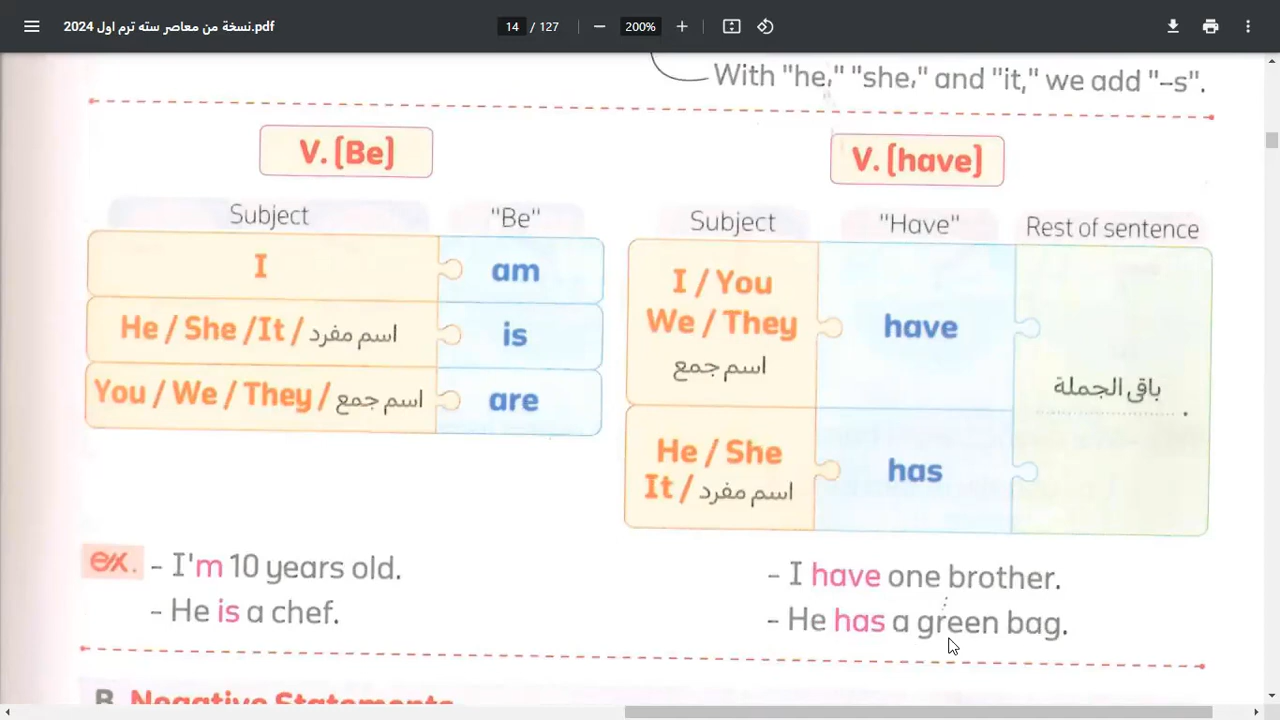 نسخة من معاصر سته ترم اول 2024.pdf
14 / 127
200%
With "he," "she," and "it," we add "–s".
V. [Be]
Subject "Be"
I am
He / She /It / اسم مفرد is
You / We / They / اسم جمع are
ex. - I'm 10 years old.
- He is a chef.
V. [have]
Subject "Have" Rest of sentence
I / You
We / They have
اسم جمع
باقى الجملة
He / She
It / اسم مفرد has
- I have one brother.
- He has a green bag.
B. Negative Statements